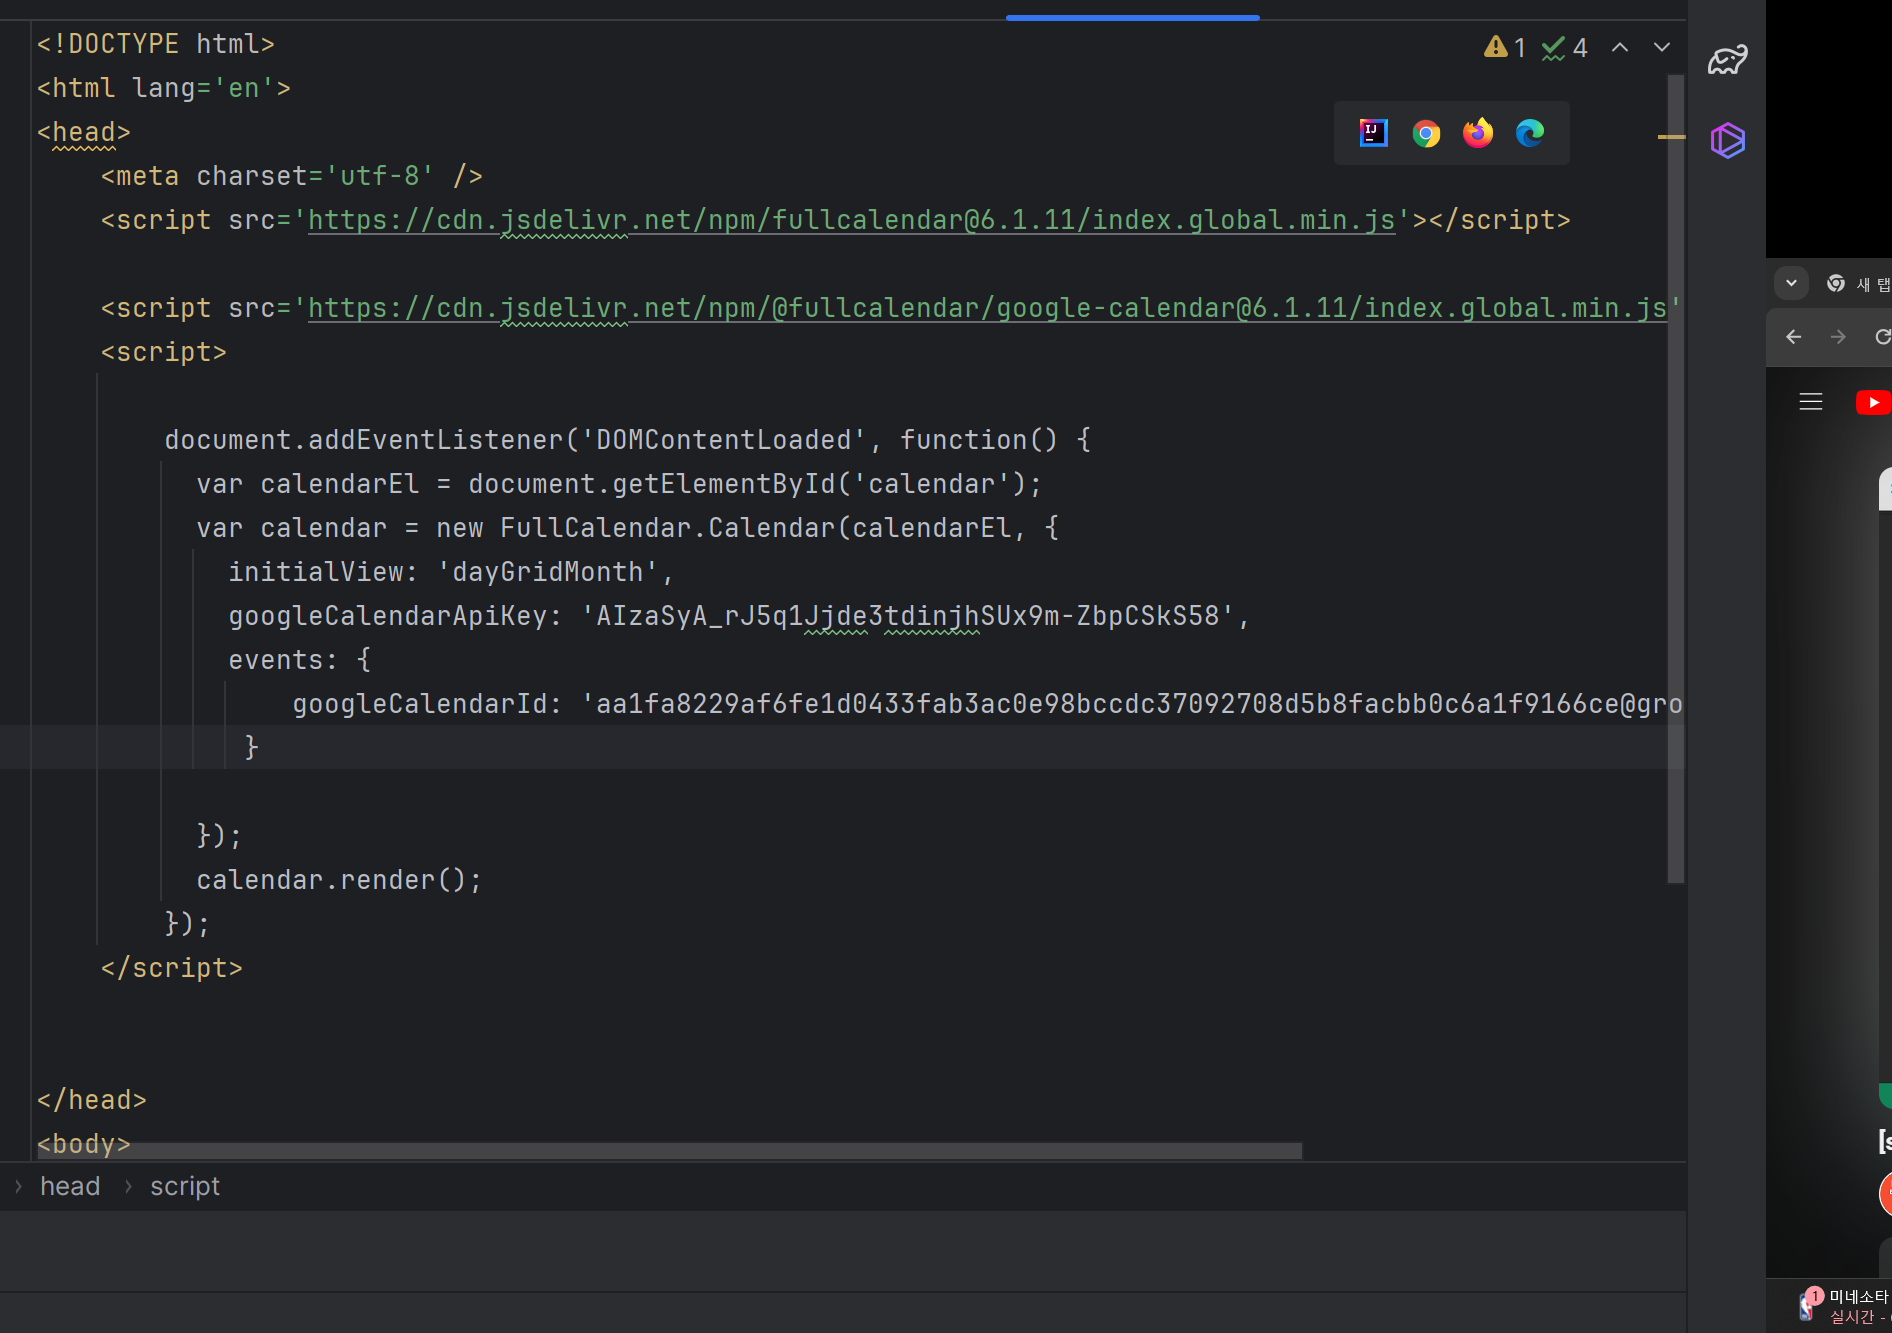 <!DOCTYPE html>
<html lang='en'>
<head>
<meta charset='utf-8' />
<script src='https://cdn.jsdelivr.net/npm/fullcalendar@6.1.11/index.global.min.js'></script>
<script src='https://cdn.jsdelivr.net/npm/@fullcalendar/google-calendar@6.1.11/index.global.min.js'
<script>
document.addEventListener('DOMContentLoaded', function() {
var calendarEl = document.getElementById('calendar');
var calendar = new FullCalendar.Calendar(calendarEl, {
initialView: 'dayGridMonth',
googleCalendarApiKey: 'AIzaSyA_rJ5q1Jjde3tdinjhSUx9m-ZbpCSkS58',
events: {
googleCalendarId: 'aa1fa8229af6fe1d0433fab3ac0e98bccdc37092708d5b8facbb0c6a1f9166ce@gro
}
});
calendar.render();
});
</script>
</head>
<body>
head
script
1 4
새 탭
[s
1 미네소타
실시간 -